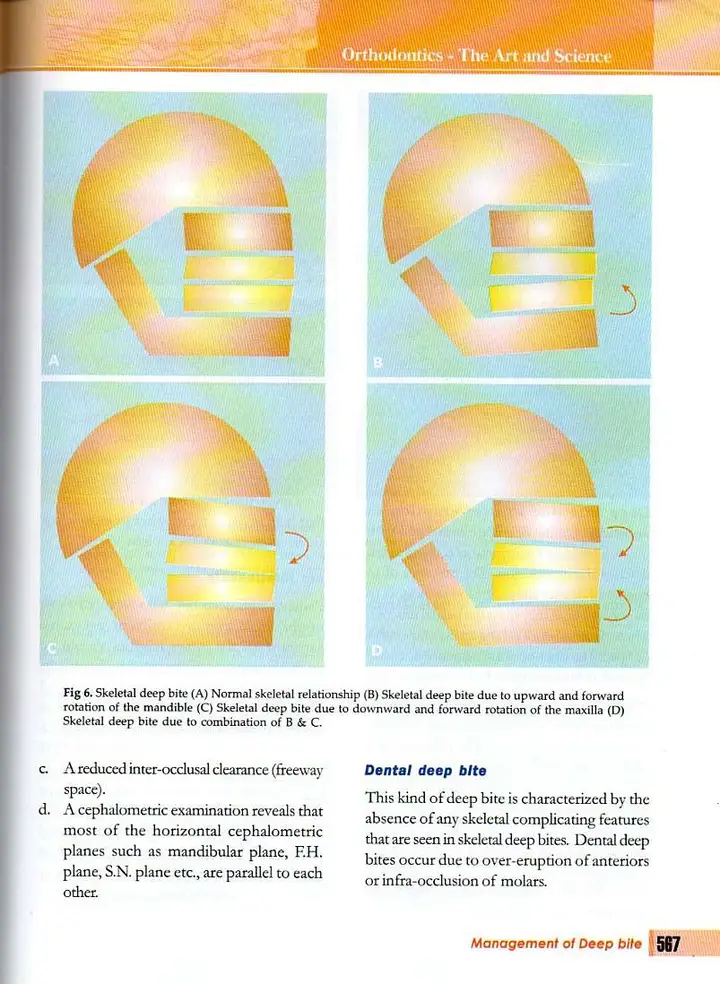 Orthodontics - The Art and Science
A
B
C
D
Fig 6. Skeletal deep bite (A) Normal skeletal relationship (B) Skeletal deep bite due to upward and forward
rotation of the mandible (C) Skeletal deep bite due to downward and forward rotation of the maxilla (D)
Skeletal deep bite due to combination of B & C.
c. A reduced inter-occlusal clearance (freeway
space).
d. A cephalometric examination reveals that
most of the horizontal cephalometric
planes such as mandibular plane, F.H.
plane, S.N. plane etc., are parallel to each
other.
Dental deep bite
This kind of deep bite is characterized by the
absence of any skeletal complicating features
that are seen in skeletal deep bites. Dental deep
bites occur due to over-eruption of anteriors
or infra-occlusion of molars.
Management of Deep bite 567